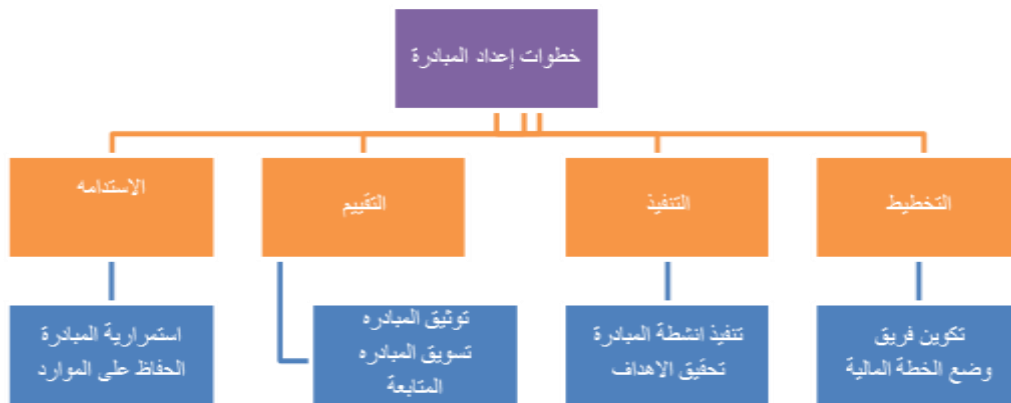 خطوات إعداد المبادرة
التخطيط
التنفيذ
التقييم
الاستدامه
تكوين فريق
وضع الخطة المالية
تنفيذ انشطة المبادرة
تحقيق الاهداف
توثيق المبادره
تسويق المبادره
المتابعة
استمرارية المبادرة
الحفاظ على الموارد